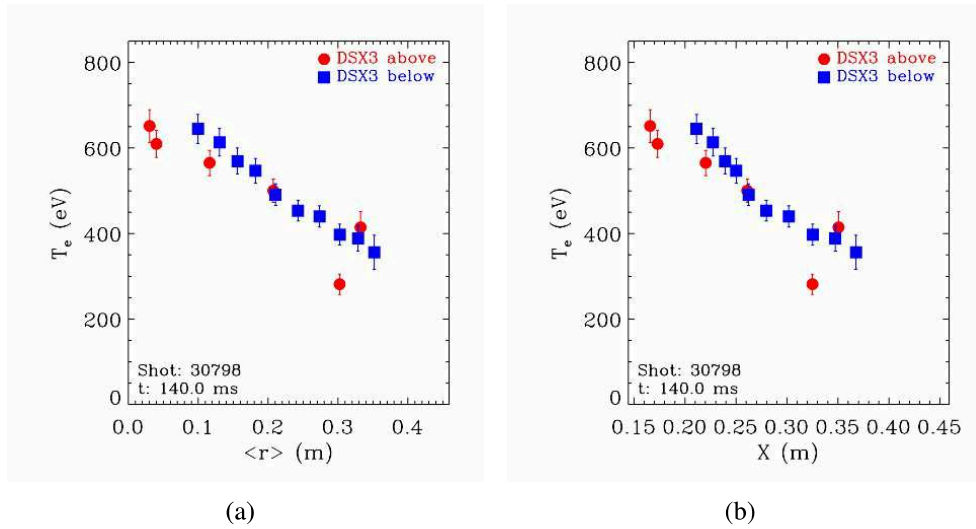 800
600
400
200
0
T_e (eV)
DSX3 above
DSX3 below
Shot: 30798
t: 140.0 ms
0.0 0.1 0.2 0.3 0.4
<r> (m)
(a)
800
600
400
200
0
T_e (eV)
DSX3 above
DSX3 below
Shot: 30798
t: 140.0 ms
0.15 0.20 0.25 0.30 0.35 0.40 0.45
X (m)
(b)